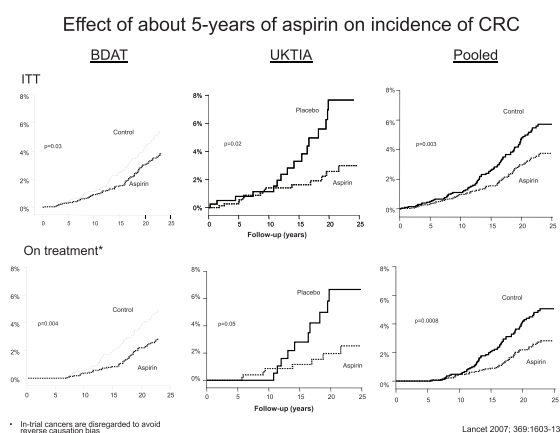 Effect of about 5-years of aspirin on incidence of CRC
BDAT UKTIA Pooled
ITT
8% 8% 8%
Placebo
Control
Control
6% 6% 6%
p=0.03 p=0.02 p=0.003
4% 4% 4%
Aspirin Aspirin Aspirin
2% 2% 2%
0% 0% 0%
0 5 10 15 20 25 0 5 10 15 20 25 0 5 10 15 20 25
Follow-up (years)
On treatment*
8% 8% 8%
Placebo Control
Control
6% 6% 6%
p=0.004 p=0.05 p=0.0008
4% 4% 4%
2% 2% 2%
Aspirin Aspirin Aspirin
0% 0% 0%
0 5 10 15 20 25 0 5 10 15 20 25 0 5 10 15 20 25
Follow-up (years)
• In-trial cancers are disregarded to avoid
reverse causation bias
Lancet 2007; 369:1603-13